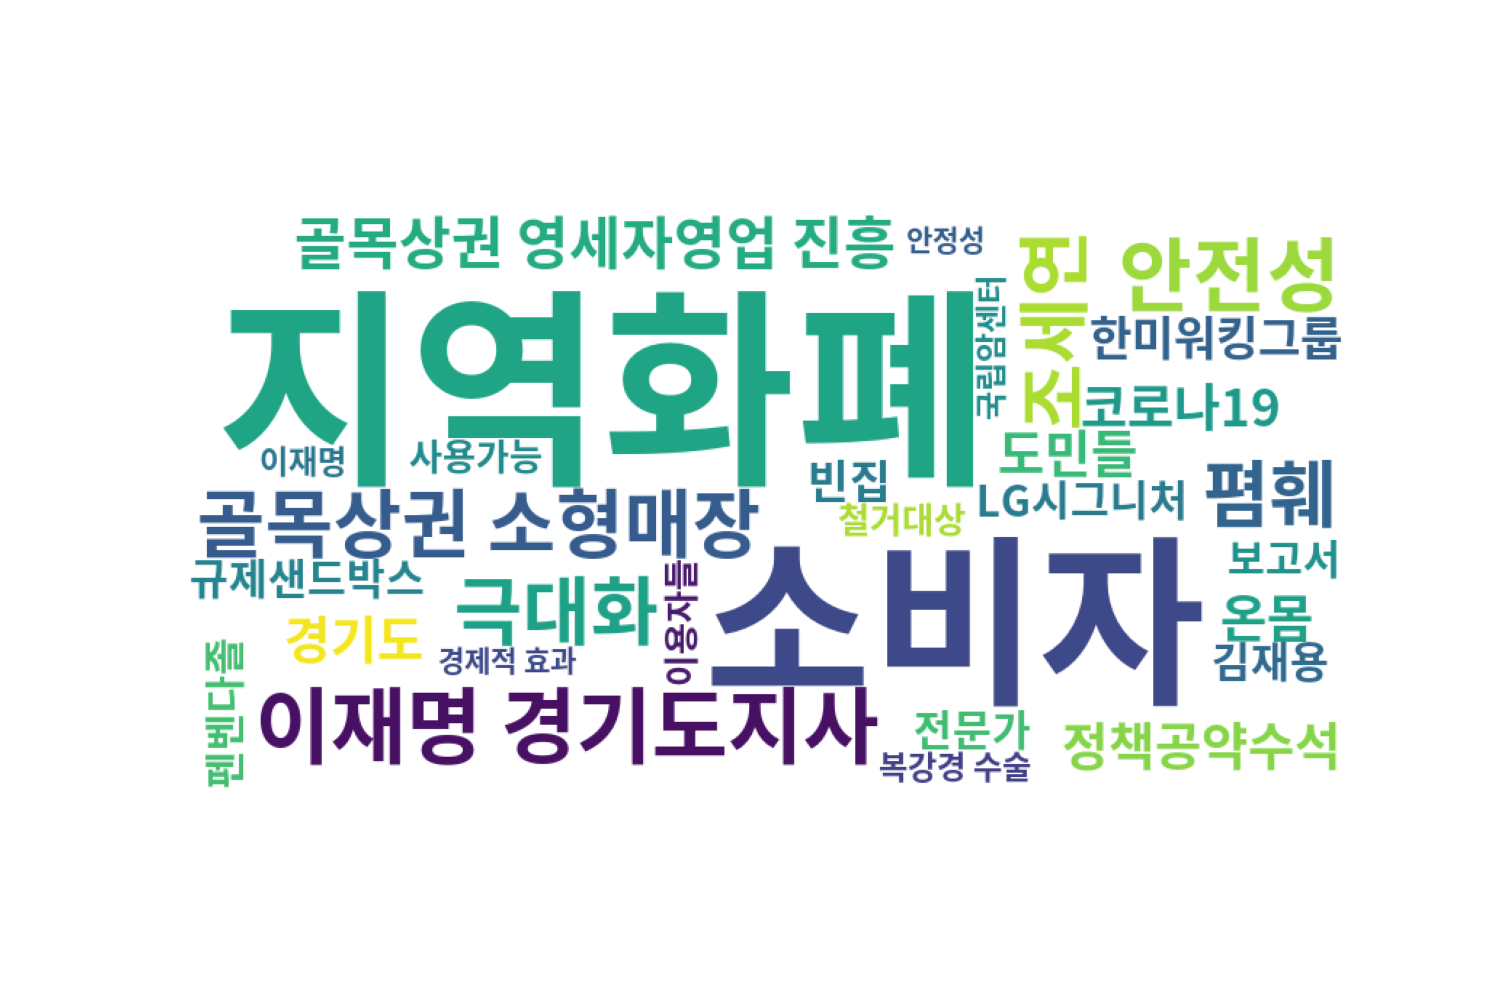 골목상권 영세자영업 진흥
안정성
조세연
안전성
지역화폐
국립암센터
한미워킹그룹
코로나19
도민들
이재명
사용가능
빈집
LG시그니처
폄훼
골목상권 소형매장
철거대상
소비자
보고서
규제샌드박스
극대화
이용자들
온몸
경기도
경제적 효과
김재용
펜벤다졸
이재명 경기도지사
전문가
정책공약수석
복강경 수술